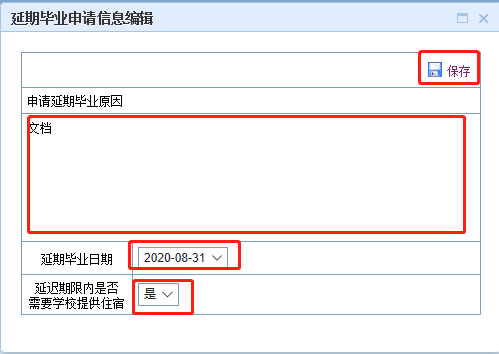 延期毕业申请信息编辑
保存
申请延期毕业原因
文档
延期毕业日期
2020-08-31
延迟期限内是否
需要学校提供住宿
是